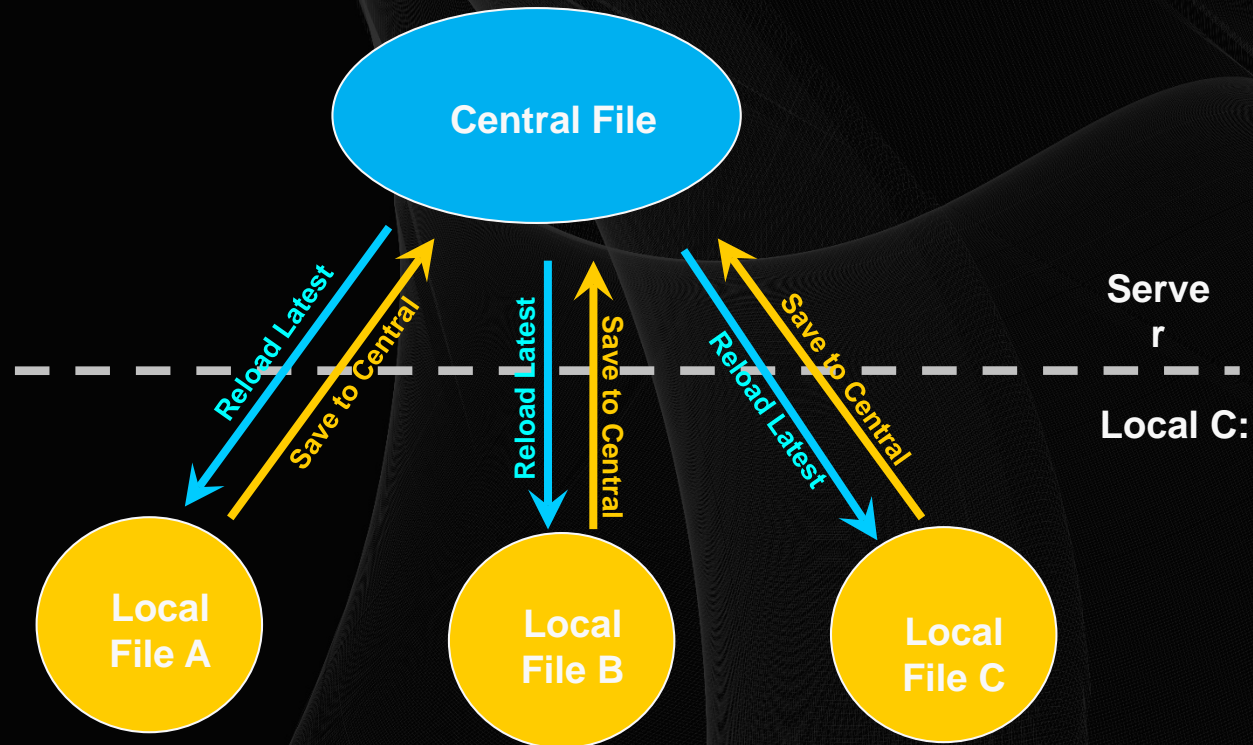 Central File
Reload Latest
Save to Central
Reload Latest
Save to Central
Reload Latest
Save to Central
Serve
r
Local C:
Local
File A
Local
File B
Local
File C